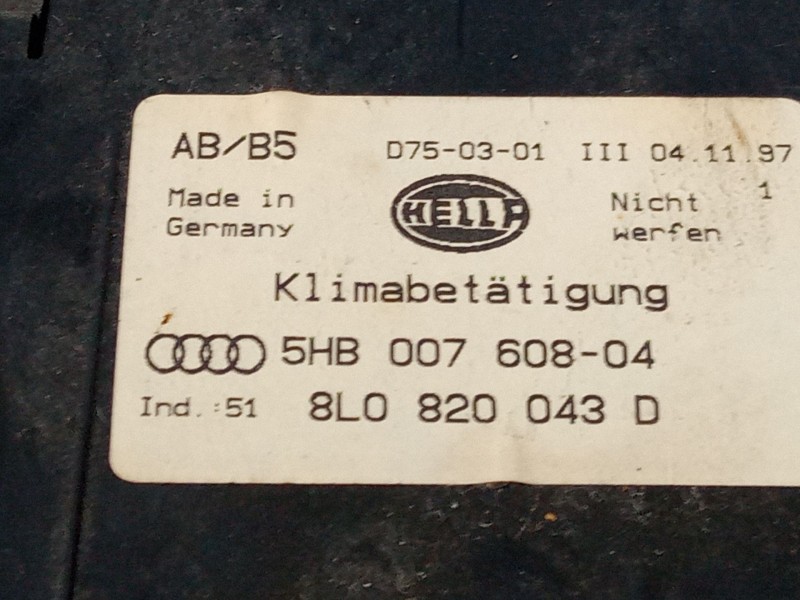 AB/B5 D75-03-01 III 04.11.97
Made in Nicht 1
Germany HELLA werfen
Klimabetätigung
5HB 007 608-04
Ind.:51 8L0 820 043 D